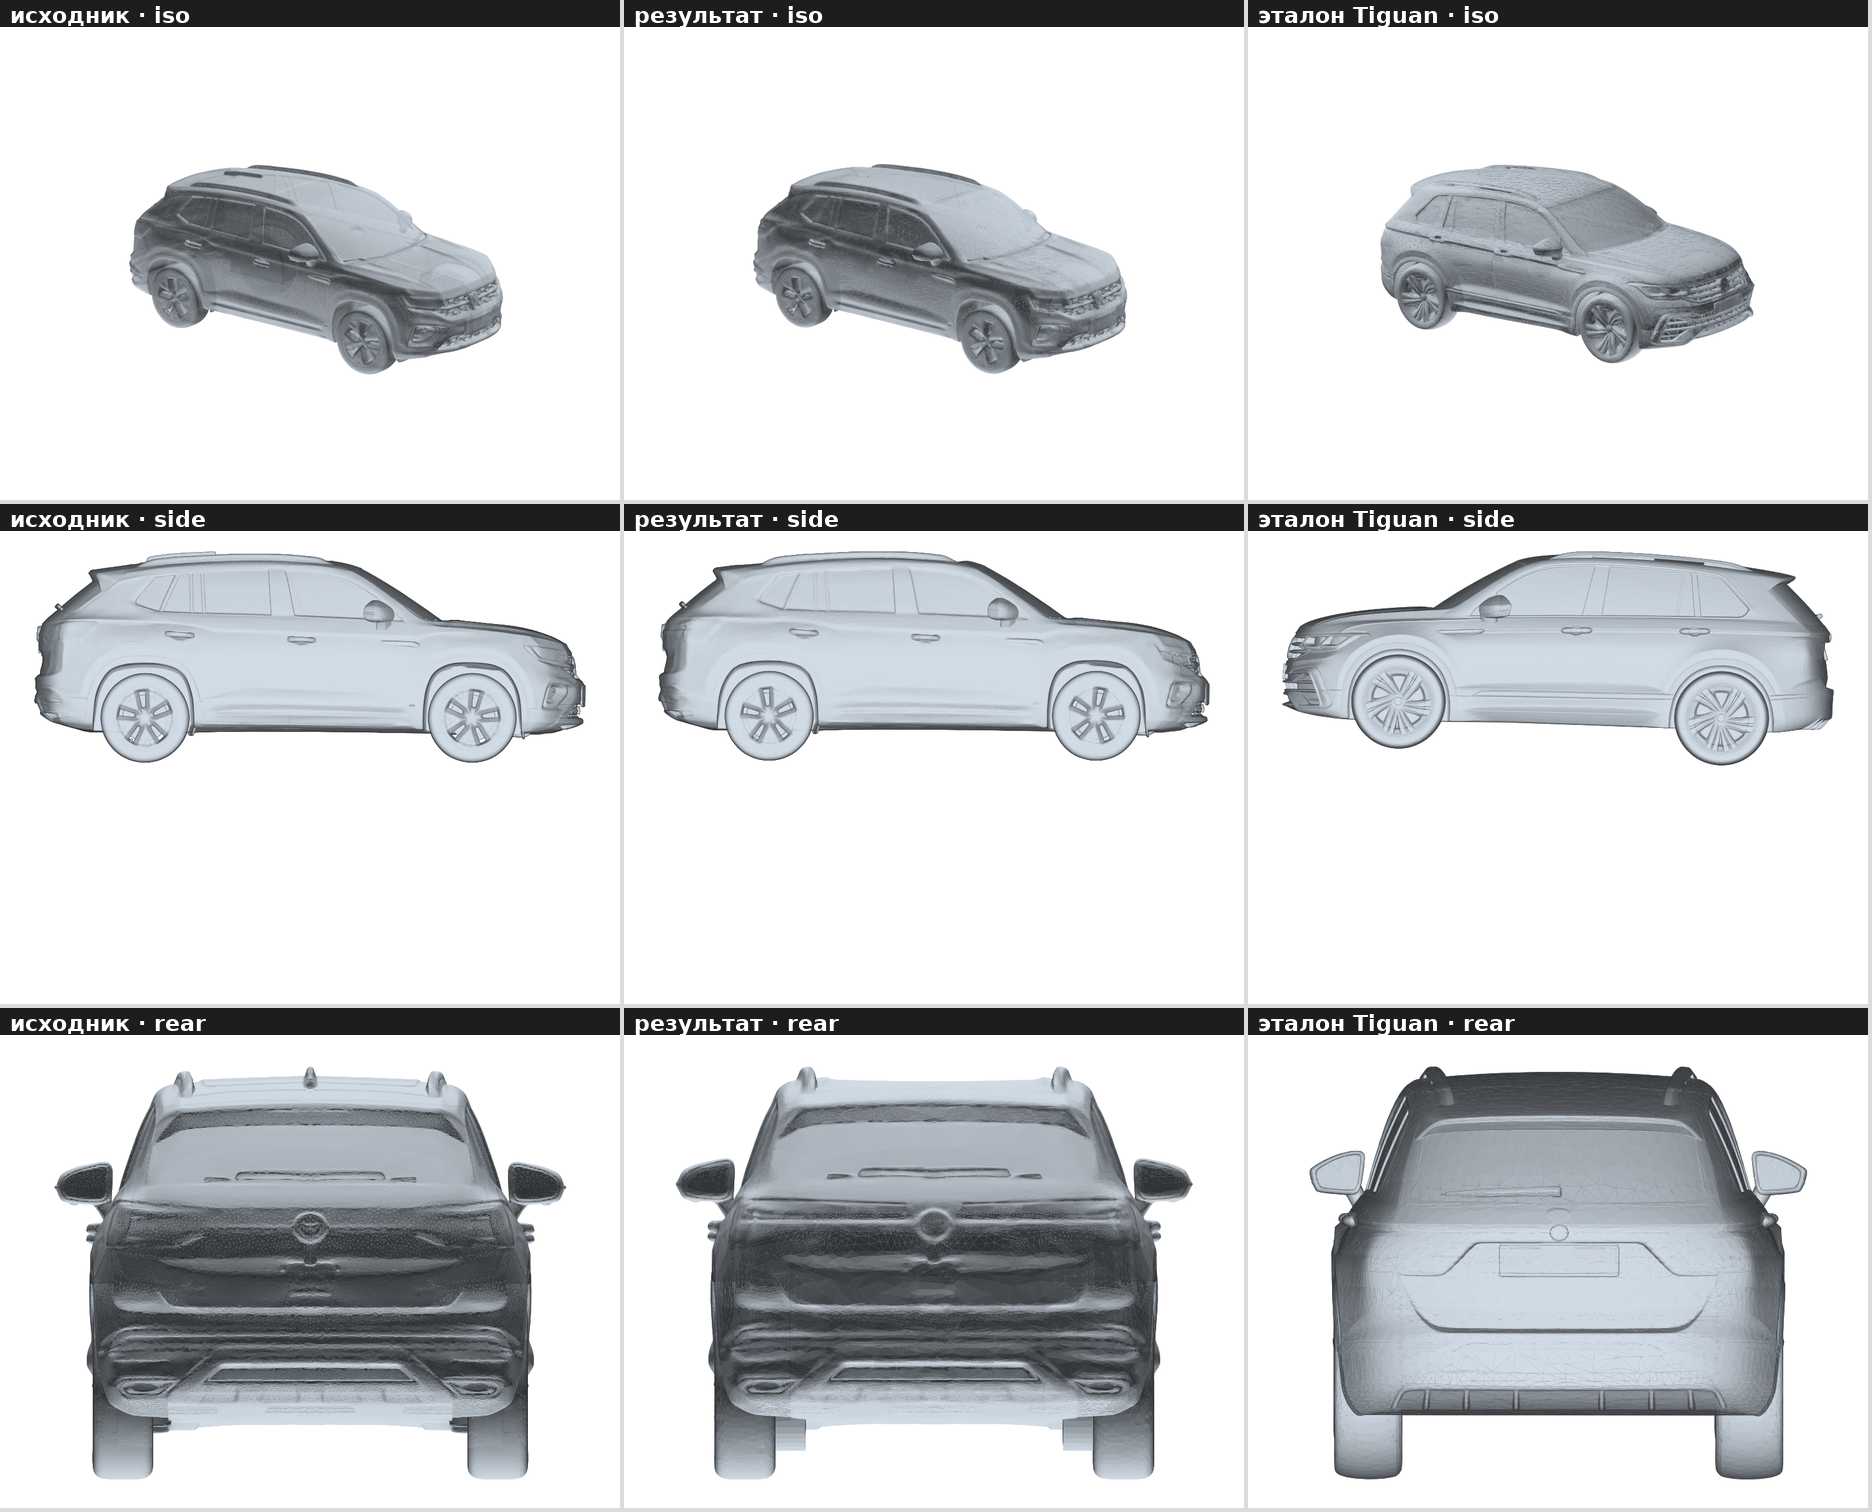 исходник · iso
результат · iso
эталон Tiguan · iso
исходник · side
результат · side
эталон Tiguan · side
исходник · rear
результат · rear
эталон Tiguan · rear